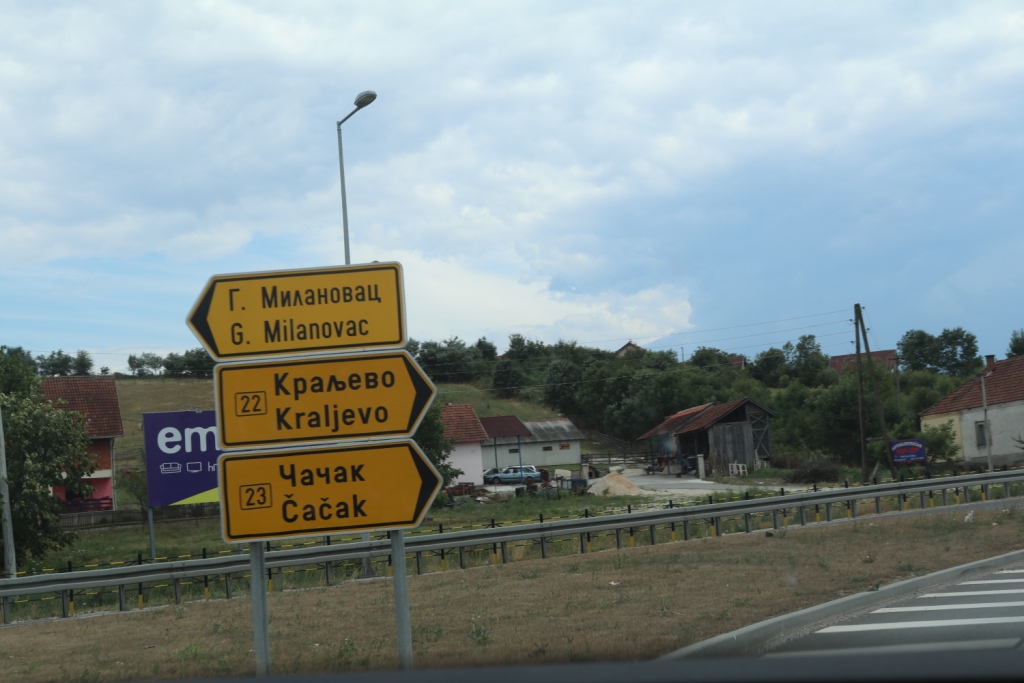 Г. Милановац
G. Milanovac
22
Краљево
Kraljevo
23
Чачак
Čačak
em